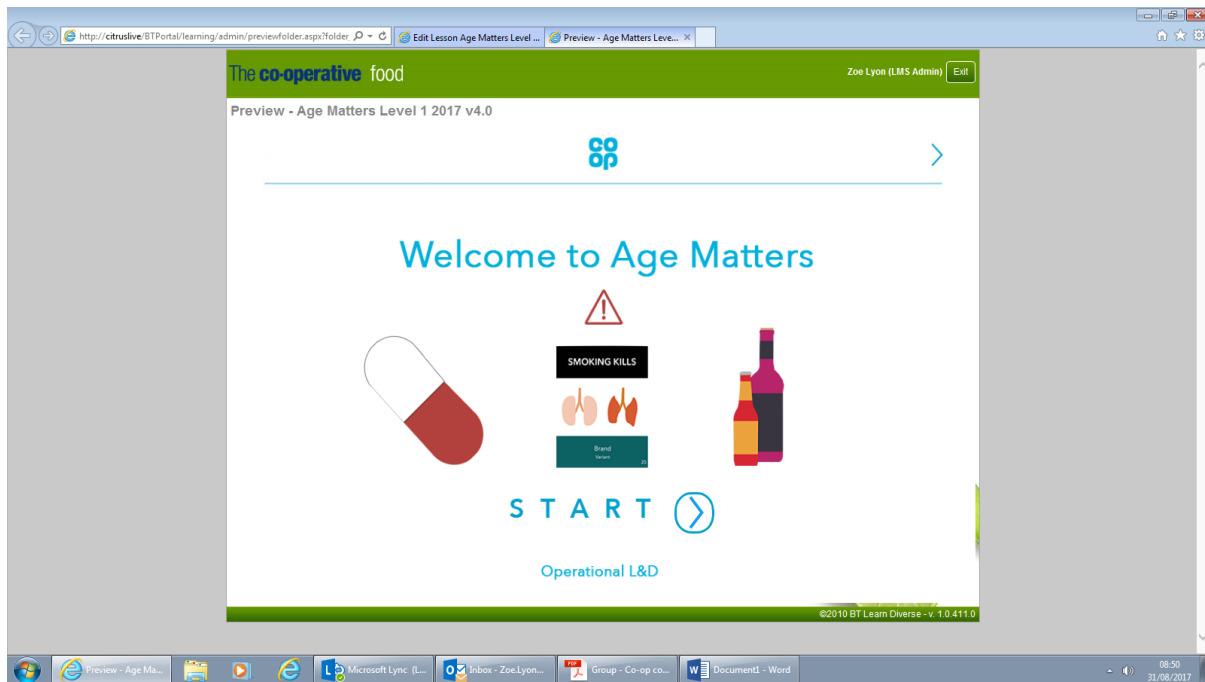 http://citruslive/BTPortal/learning/admin/previewfolder.aspx?folder
Edit Lesson Age Matters Level ...
Preview - Age Matters Leve...
The co-operative food
Zoe Lyon (LMS Admin)
Exit
Preview - Age Matters Level 1 2017 v4.0
co
op
Welcome to Age Matters
SMOKING KILLS
Brand
Variant
25
START
Operational L&D
©2010 BT Learn Diverse - v. 1.0.411.0
Preview - Age Ma...
Microsoft Lync (L...
Inbox - Zoe.Lyon...
Group - Co-op co...
Document1 - Word
08:50
31/08/2017